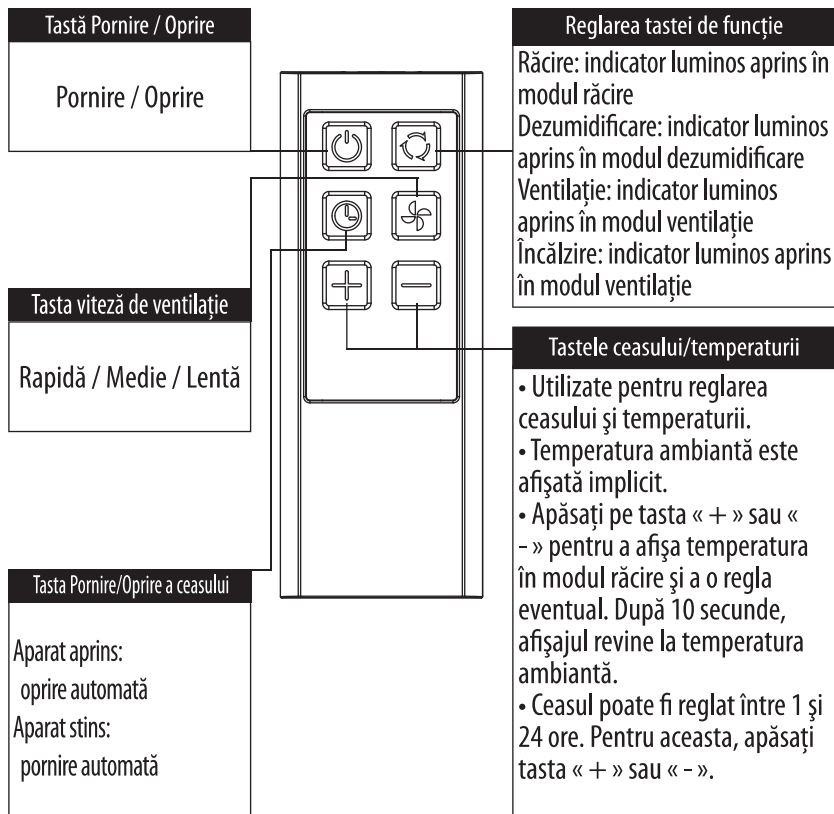 Tastă Pornire / Oprire
Pornire / Oprire
Tasta viteză de ventilație
Rapidă / Medie / Lentă
Tasta Pornire/Oprire a ceasului
Aparat aprins:
oprire automată
Aparat stins:
pornire automată
Reglarea tastei de funcție
Răcire: indicator luminos aprins în
modul răcire
Dezumidificare: indicator luminos
aprins în modul dezumidificare
Ventilație: indicator luminos
aprins în modul ventilație
Încălzire: indicator luminos aprins
în modul ventilație
Tastele ceasului/temperaturii
• Utilizate pentru reglarea
ceasului şi temperaturii.
• Temperatura ambiantă este
afişată implicit.
• Apăsați pe tasta « + » sau «
- » pentru a afişa temperatura
în modul răcire şi a o regla
eventual. După 10 secunde,
afişajul revine la temperatura
ambiantă.
• Ceasul poate fi reglat între 1 şi
24 ore. Pentru aceasta, apăsați
tasta « + » sau « - ».